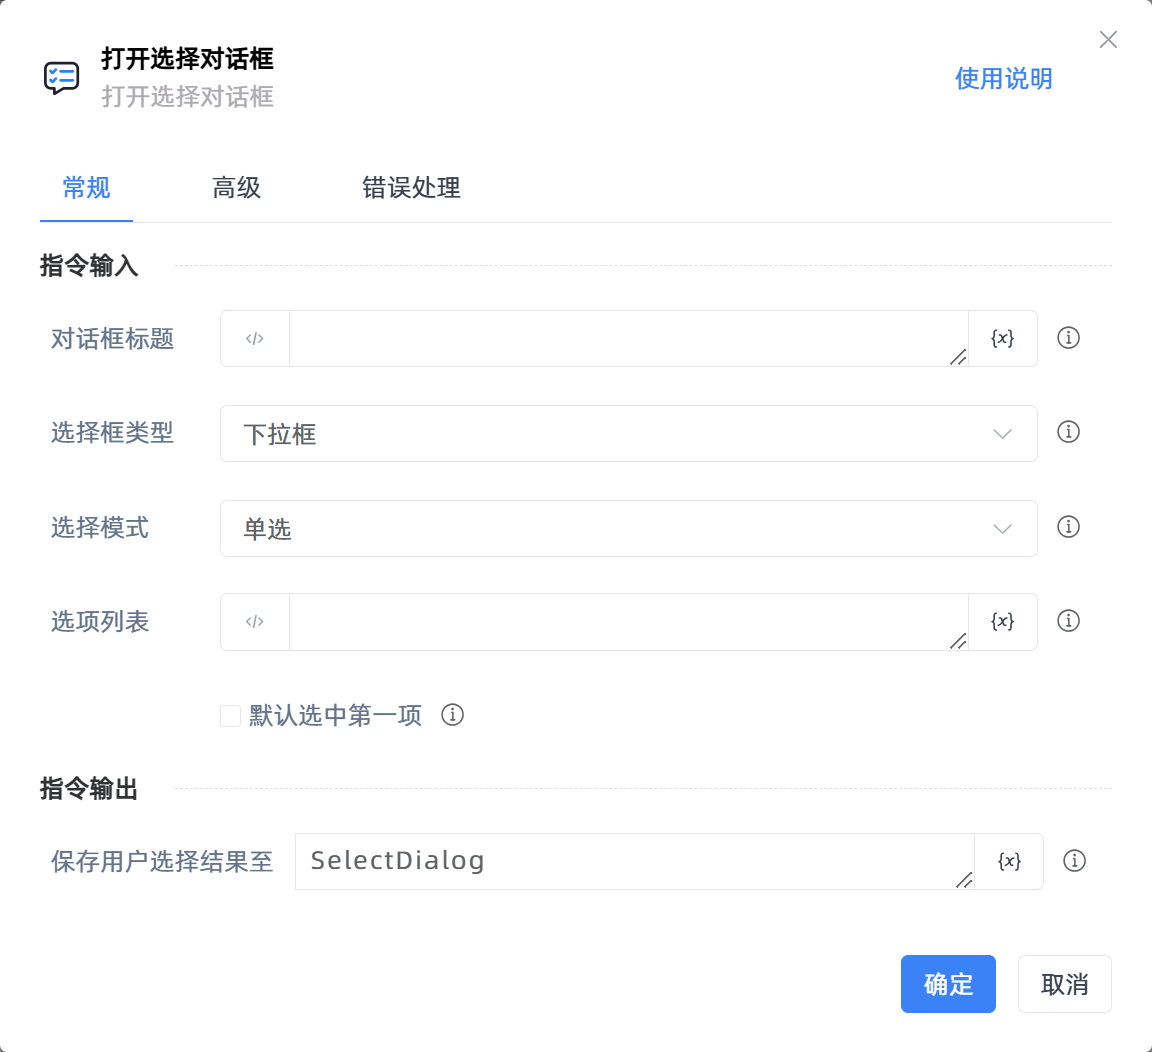 打开选择对话框
打开选择对话框
使用说明
常规 高级 错误处理
指令输入
对话框标题 </> {x}
选择框类型 下拉框
选择模式 单选
选项列表 </> {x}
默认选中第一项
指令输出
保存用户选择结果至 SelectDialog {x}
确定 取消